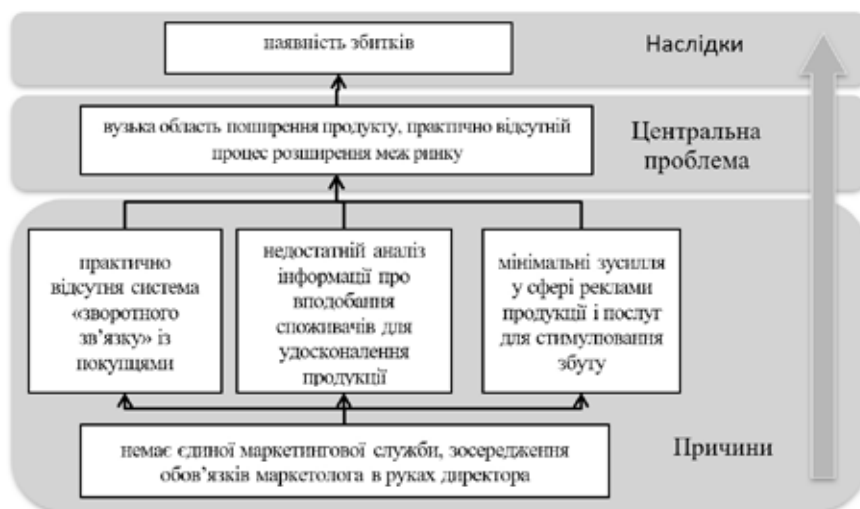 наявність збитків
Наслідки
вузька область поширення продукту, практично відсутній
процес розширення меж ринку
Центральна
проблема
практично
відсутня система
«зворотного
зв’язку» із
покупцями
недостатній аналіз
інформації про
вподобання
споживачів для
удосконалення
продукції
мінімальні зусилля
у сфері реклами
продукції і послуг
для стимулювання
збуту
немає єдиної маркетингової служби, зосередження
обов’язків маркетолога в руках директора
Причини